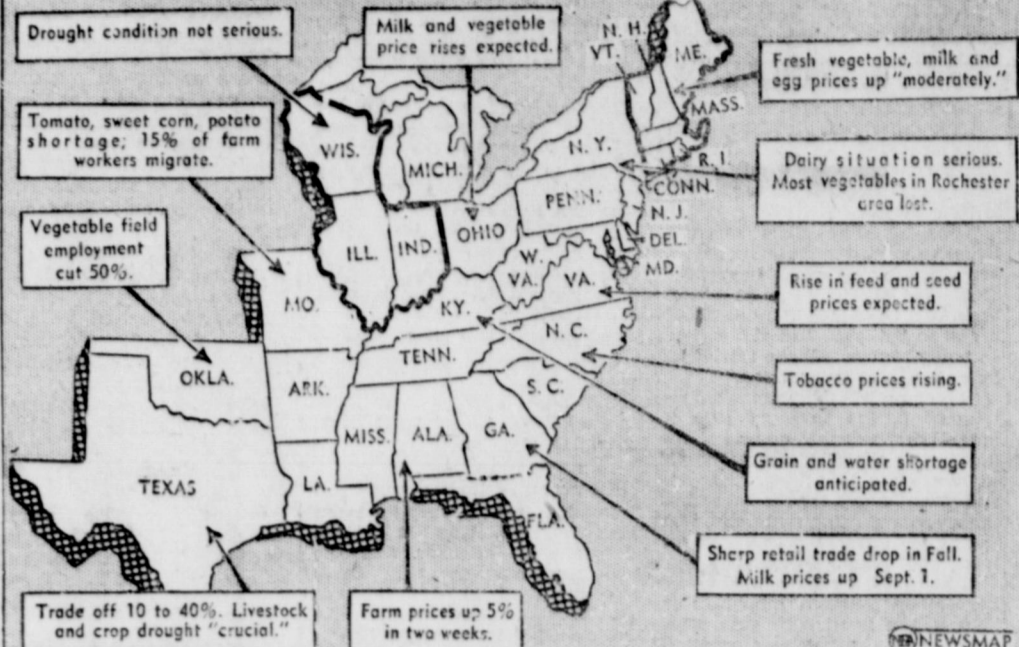 Drought condition not serious.
Milk and vegetable
price rises expected.
Fresh vegetable, milk and
egg prices up "moderately."
Tomato, sweet corn, potato
shortage; 15% of farm
workers migrate.
Dairy situation serious.
Most vegetables in Rochester
area lost.
Vegetable field
employment
cut 50%.
Rise in feed and seed
prices expected.
Tobacco prices rising.
Grain and water shortage
anticipated.
Sharp retail trade drop in Fall.
Milk prices up Sept. 1.
Trade off 10 to 40%. Livestock
and crop drought "crucial."
Farm prices up 5%
in two weeks.
N. H.
VT.
ME.
MASS.
WIS.
MICH.
N. Y.
R. I.
CONN.
PENN.
N. J.
ILL.
IND.
OHIO
DEL.
MD.
W.
VA.
VA.
MO.
KY.
N. C.
TENN.
OKLA.
ARK.
S. C.
MISS.
ALA.
GA.
TEXAS
LA.
FLA.
NEA NEWSMAP